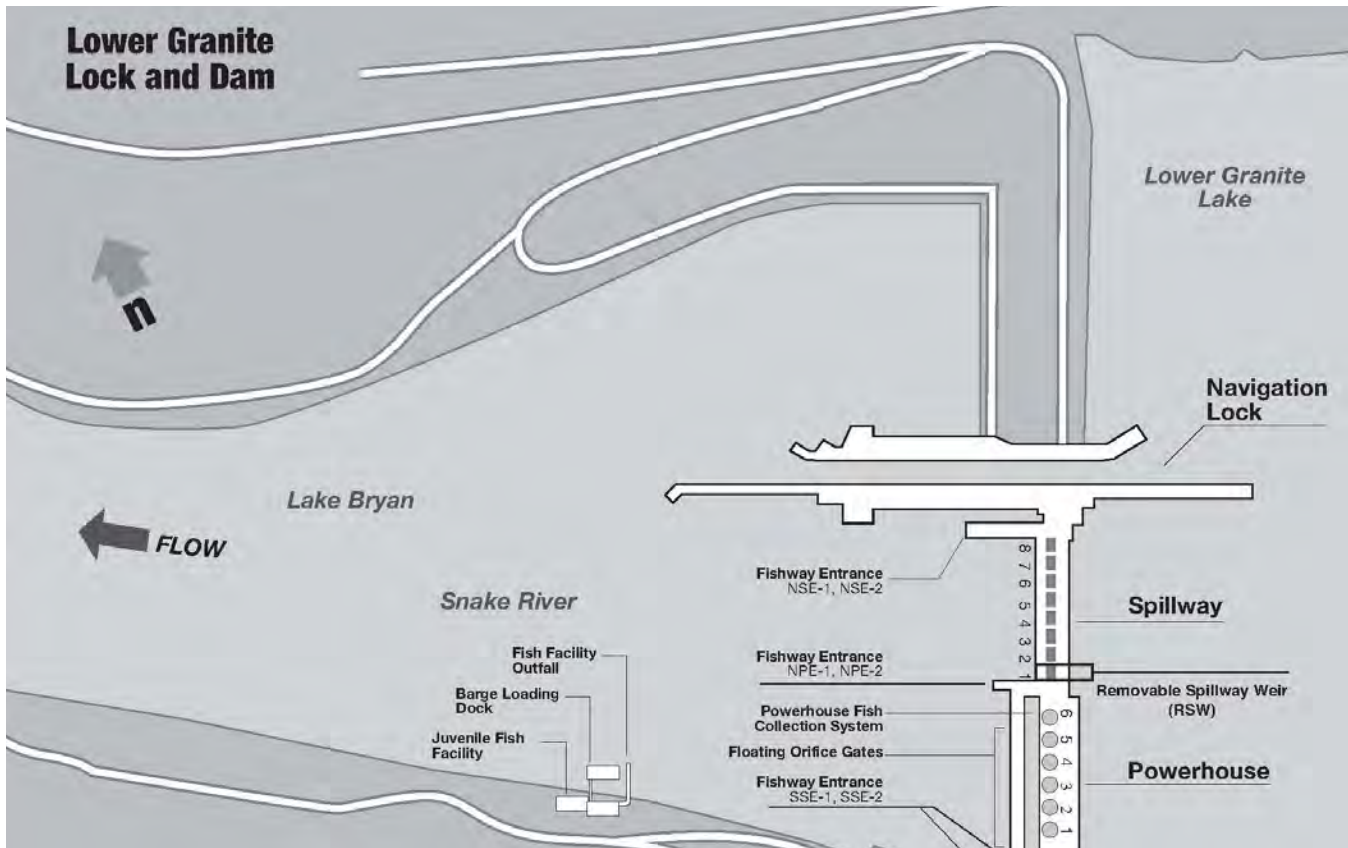 Lower Granite
Lock and Dam
Lower Granite
Lake
n
Navigation
Lock
Lake Bryan
FLOW
Snake River
Fishway Entrance
NSE-1, NSE-2
8
7
6
5
4
3
2
1
Spillway
Fish Facility
Outfall
Barge Loading
Dock
Juvenile Fish
Facility
Fishway Entrance
NPE-1, NPE-2
Removable Spillway Weir
(RSW)
Powerhouse Fish
Collection System
Floating Orifice Gates
Fishway Entrance
SSE-1, SSE-2
6
5
4
3
2
1
Powerhouse